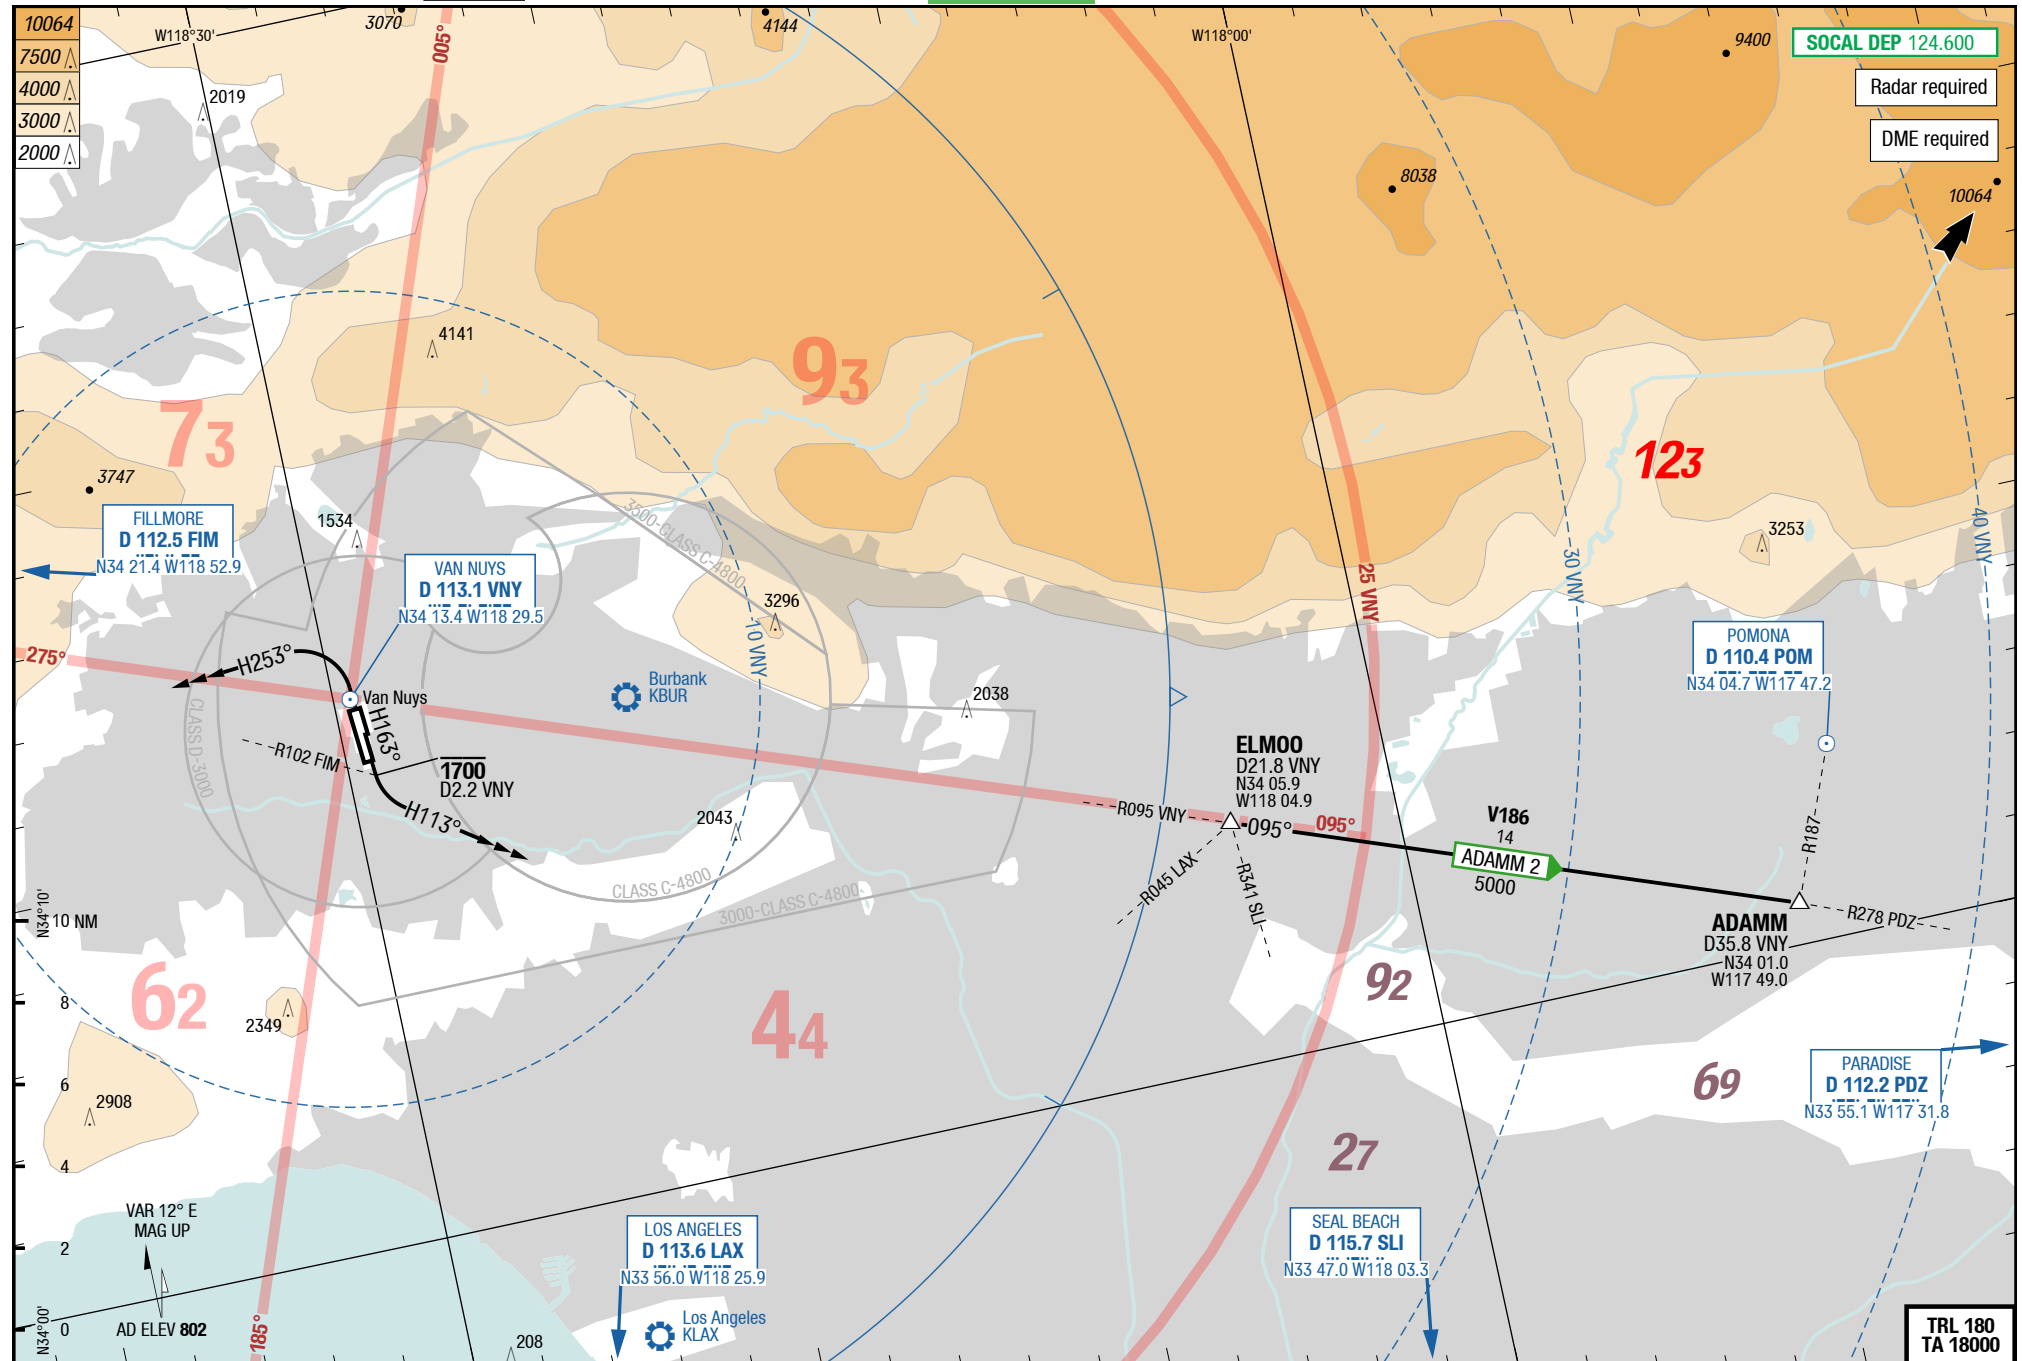 10064
7500
4000
3000
2000
W118°30'
3070
005°
4144
W118°00'
9400
SOCAL DEP 124.600
Radar required
DME required
10064
8038
2019
4141
93
73
123
3747
FILLMORE
D 112.5 FIM
N34 21.4 W118 52.9
1534
3500-CLASS C-4800
VAN NUYS
D 113.1 VNY
N34 13.4 W118 29.5
3296
10 VNY
25 VNY
30 VNY
40 VNY
3253
275°
H253°
Van Nuys
H163°
CLASS D-3000
R102 FIM
1700
D2.2 VNY
H113°
Burbank
KBUR
2038
2043
POMONA
D 110.4 POM
N34 04.7 W117 47.2
R187
ELMOO
D21.8 VNY
N34 05.9
W118 04.9
R095 VNY
095°
095°
R045 LAX
R341 SLI
V186
14
ADAMM 2
5000
ADAMM
D35.8 VNY
N34 01.0
W117 49.0
R278 PDZ
CLASS C-4800
3000-CLASS C-4800
N34°10'
10 NM
8
6
4
2
0
62
2349
44
92
69
27
2908
PARADISE
D 112.2 PDZ
N33 55.1 W117 31.8
VAR 12° E
MAG UP
AD ELEV 802
N34°00'
185°
208
LOS ANGELES
D 113.6 LAX
N33 56.0 W118 25.9
Los Angeles
KLAX
SEAL BEACH
D 115.7 SLI
N33 47.0 W118 03.3
TRL 180
TA 18000